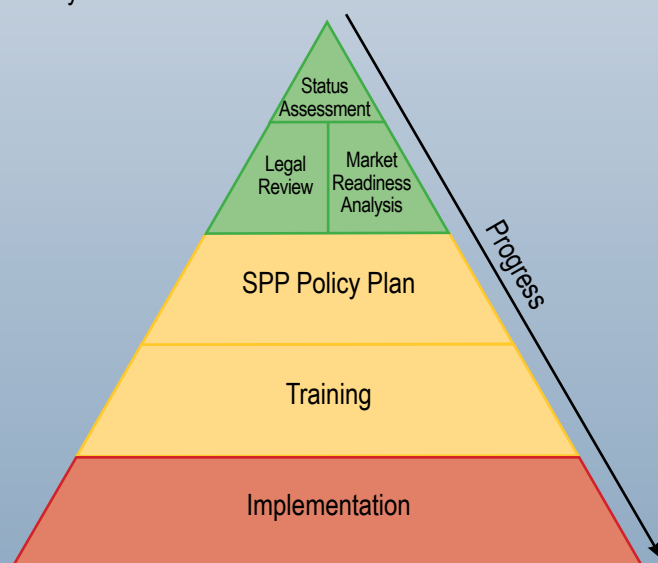 Status
Assessment
Legal
Review
Market
Readiness
Analysis
Progress
SPP Policy Plan
Training
Implementation